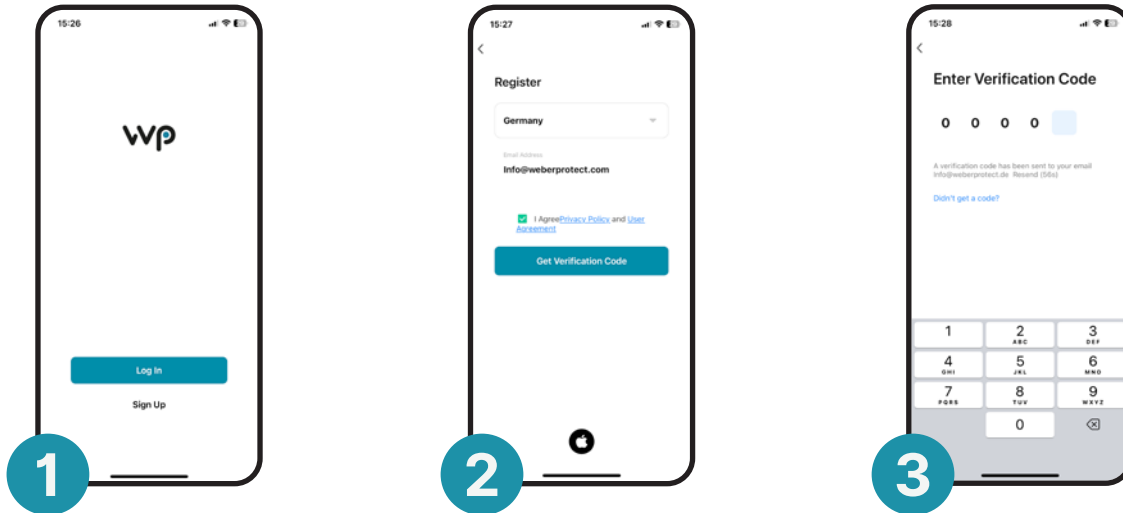 15:26
wp
Log In
Sign Up
1
15:27
Register
Germany
Email Address
Info@weberprotect.com
I AgreePrivacy Policy and User
Agreement
Get Verification Code
2
15:28
Enter Verification Code
0 0 0 0
A verification code has been sent to your email
Info@weberprotect.de Resend (56s)
Didn't get a code?
1 2 3
ABC DEF
4 5 6
GHI JKL MNO
7 8 9
PQRS TUV WXYZ
0
3